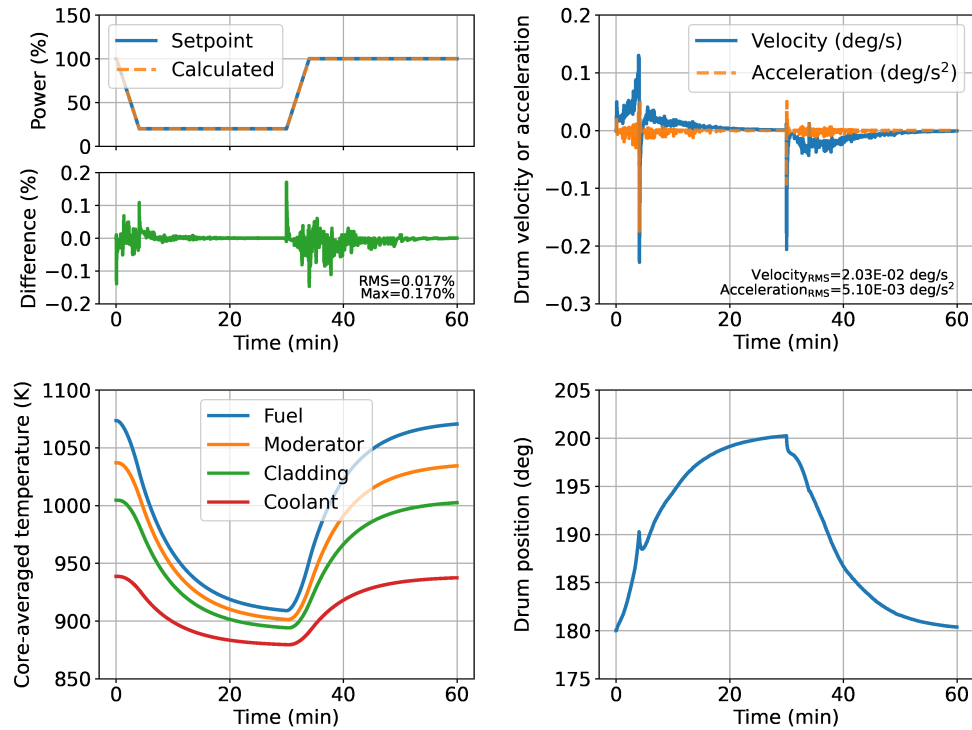 150
100
50
0
Power (%)
Setpoint
Calculated
0.2
0.1
0.0
−0.1
−0.2
Difference (%)
RMS=0.017%
Max=0.170%
0 20 40 60
Time (min)
0.2
0.1
0.0
−0.1
−0.2
−0.3
Drum velocity or acceleration
Velocity (deg/s)
Acceleration (deg/s²)
Velocity_RMS=2.03E-02 deg/s
Acceleration_RMS=5.10E-03 deg/s²
0 20 40 60
Time (min)
1100
1050
1000
950
900
850
Core-averaged temperature (K)
Fuel
Moderator
Cladding
Coolant
0 20 40 60
Time (min)
205
200
195
190
185
180
175
Drum position (deg)
0 20 40 60
Time (min)